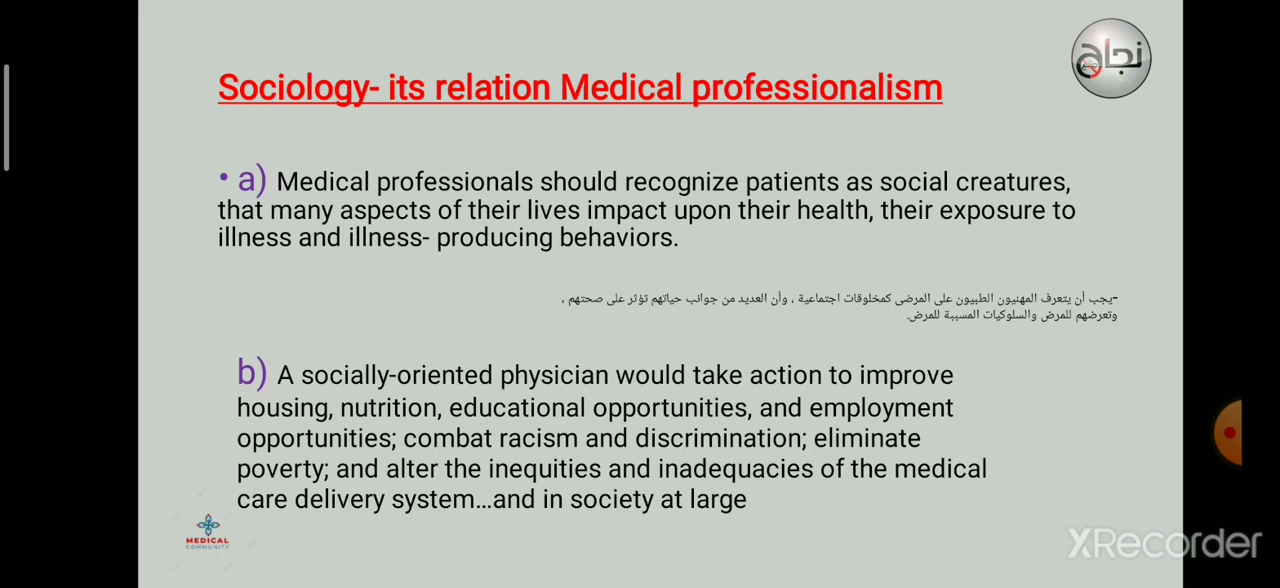 نجاح
Sociology- its relation Medical professionalism
• a) Medical professionals should recognize patients as social creatures,
that many aspects of their lives impact upon their health, their exposure to
illness and illness- producing behaviors.
-يجب أن يتعرف المهنيون الطبيون على المرضى كمخلوقات اجتماعية ، وأن العديد من جوانب حياتهم تؤثر على صحتهم ،
وتعرضهم للمرض والسلوكيات المسببة للمرض.
b) A socially-oriented physician would take action to improve
housing, nutrition, educational opportunities, and employment
opportunities; combat racism and discrimination; eliminate
poverty; and alter the inequities and inadequacies of the medical
care delivery system...and in society at large
MEDICAL
COMMUNITY
XRecorder